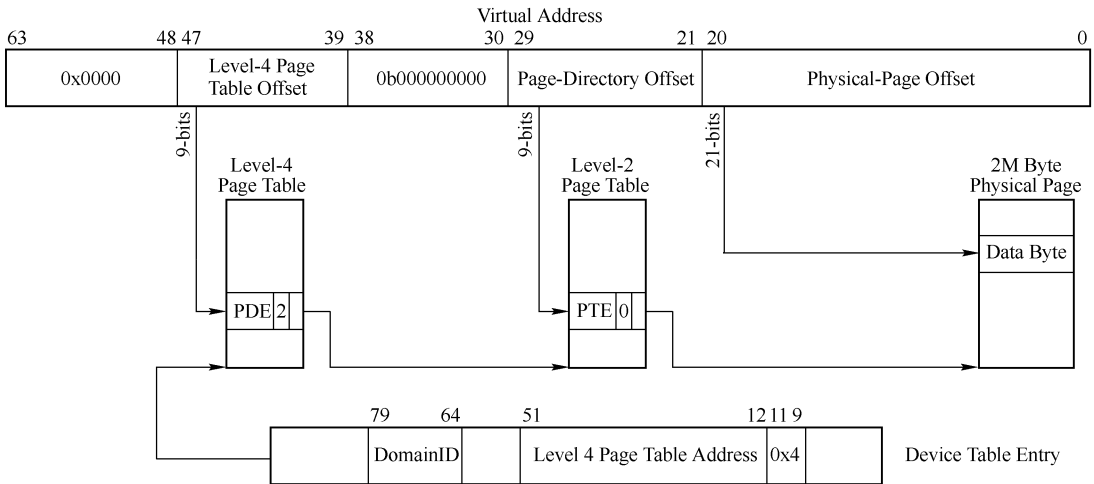 Virtual Address
63 48 47 39 38 30 29 21 20 0
0x0000
Level-4 Page
Table Offset
0b000000000
Page-Directory Offset
Physical-Page Offset
9-bits
9-bits
21-bits
Level-4
Page Table
Level-2
Page Table
2M Byte
Physical Page
Data Byte
PDE 2
PTE 0
79 64 51 12 11 9
DomainID
Level 4 Page Table Address
0x4
Device Table Entry